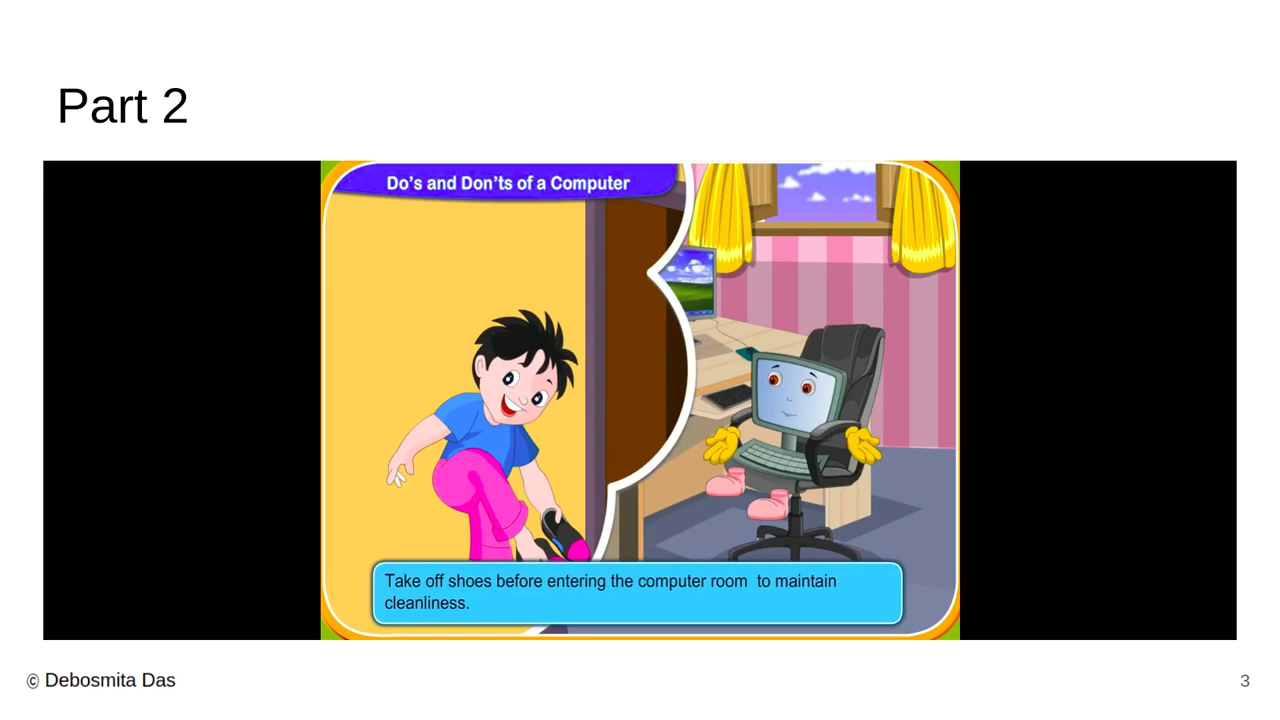 Part 2
Do's and Don'ts of a Computer
Take off shoes before entering the computer room  to maintain
cleanliness.
© Debosmita Das
3